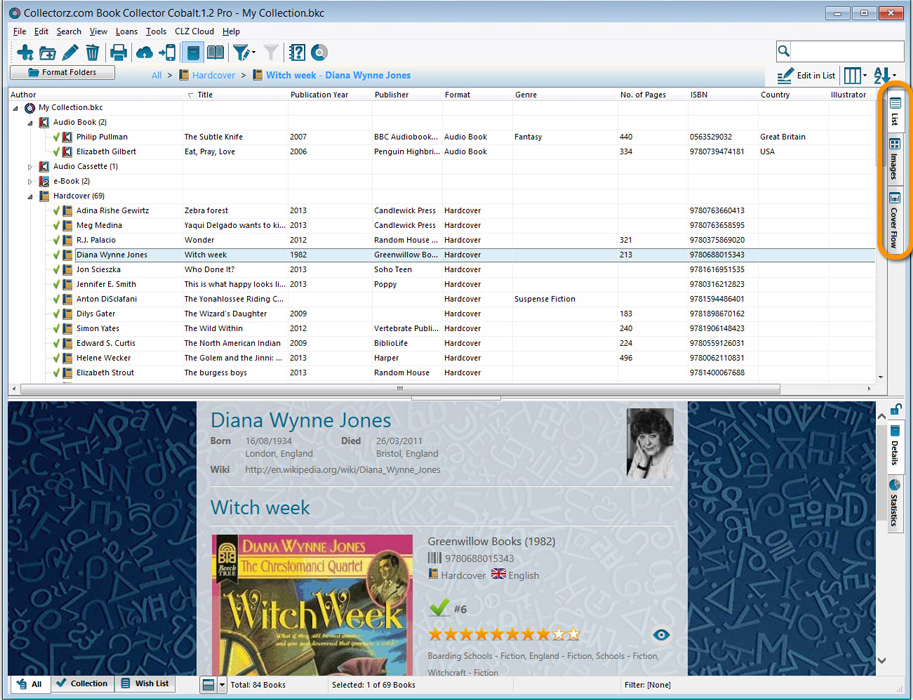 Collectorz.com Book Collector Cobalt.1.2 Pro - My Collection.bkc
File Edit Search View Loans Tools CLZ Cloud Help
Format Folders All > Hardcover > Witch week - Diana Wynne Jones Edit in List
Author Title Publication Year Publisher Format Genre No. of Pages ISBN Country Illustrator
My Collection.bkc
Audio Book (2)
Philip Pullman The Subtle Knife 2007 BBC Audiobook... Audio Book Fantasy 440 0563529032 Great Britain
Elizabeth Gilbert Eat, Pray, Love 2006 Penguin Highbri... Audio Book 334 9780739474181 USA
Audio Cassette (1)
e-Book (2)
Hardcover (69)
Adina Rishe Gewirtz Zebra forest 2013 Candlewick Press Hardcover 9780763660413
Meg Medina Yaqui Delgado wants to ki... 2013 Candlewick Press Hardcover 9780763658595
R.J. Palacio Wonder 2012 Random House ... Hardcover 321 9780375869020
Diana Wynne Jones Witch week 1982 Greenwillow Bo... Hardcover 213 9780688015343
Jon Scieszka Who Done It? 2013 Soho Teen Hardcover 9781616951535
Jennifer E. Smith This is what happy looks li... 2013 Poppy Hardcover 9780316212823
Anton DiSclafani The Yonahlossee Riding C... Hardcover Suspense Fiction 9781594486401
Dilys Gater The Wizard's Daughter 2009 Hardcover 183 9781898670162
Simon Yates The Wild Within 2012 Vertebrate Publi... Hardcover 240 9781906148423
Edward S. Curtis The North American Indian 2009 BiblioLife Hardcover 224 9780559126031
Helene Wecker The Golem and the Jinni: ... 2013 Harper Hardcover 496 9780062110831
Elizabeth Strout The burgess boys 2013 Random House Hardcover 9781400067688
List
Images
Cover Flow
Diana Wynne Jones
Born 16/08/1934 Died 26/03/2011
London, England Bristol, England
Wiki http://en.wikipedia.org/wiki/Diana_Wynne_Jones
Witch week
Details
Statistics
DIANA WYNNE JONES
The Chrestomanci Quartet
BTB
Beech
TREE
WitchWeek
Greenwillow Books (1982)
9780688015343
Hardcover English
#6
Boarding Schools - Fiction, England - Fiction, Schools - Fiction,
Witchcraft - Fiction
All Collection Wish List Total: 84 Books Selected: 1 of 69 Books Filter: [None]